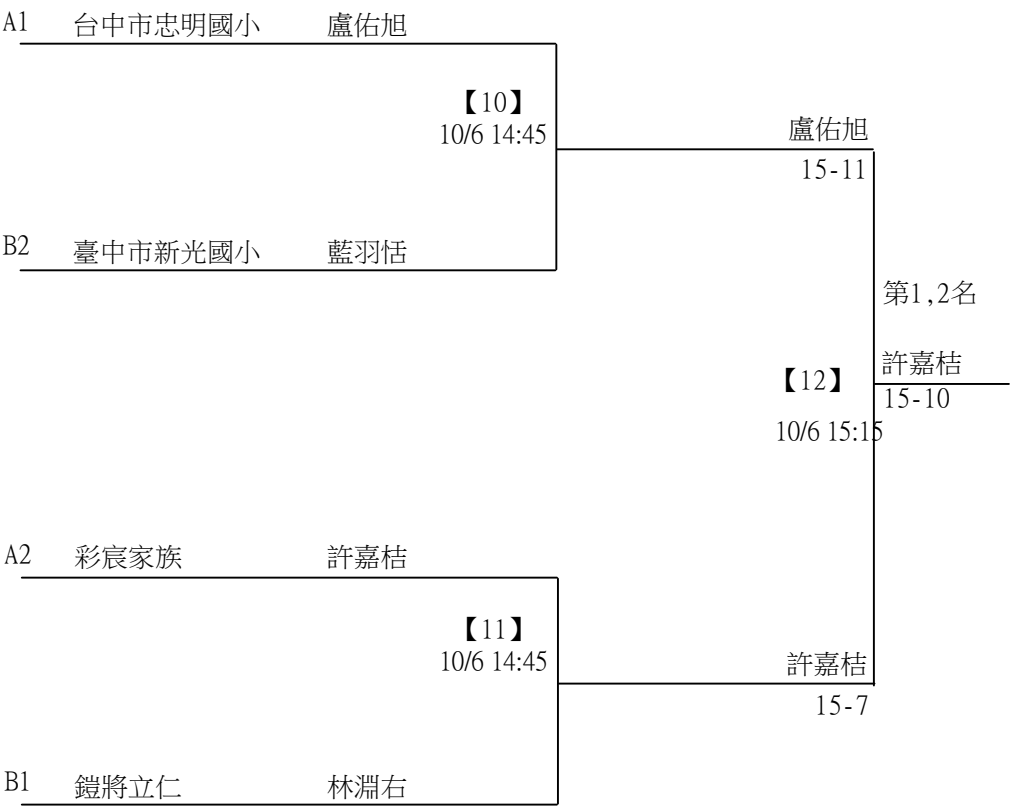 A1 台中市忠明國小 盧佑旭
【10】
10/6 14:45
盧佑旭
15-11
B2 臺中市新光國小 藍羽恬
第1,2名
【12】
許嘉桔
15-10
10/6 15:15
A2 彩宸家族 許嘉桔
【11】
10/6 14:45
許嘉桔
15-7
B1 鎧將立仁 林淵右